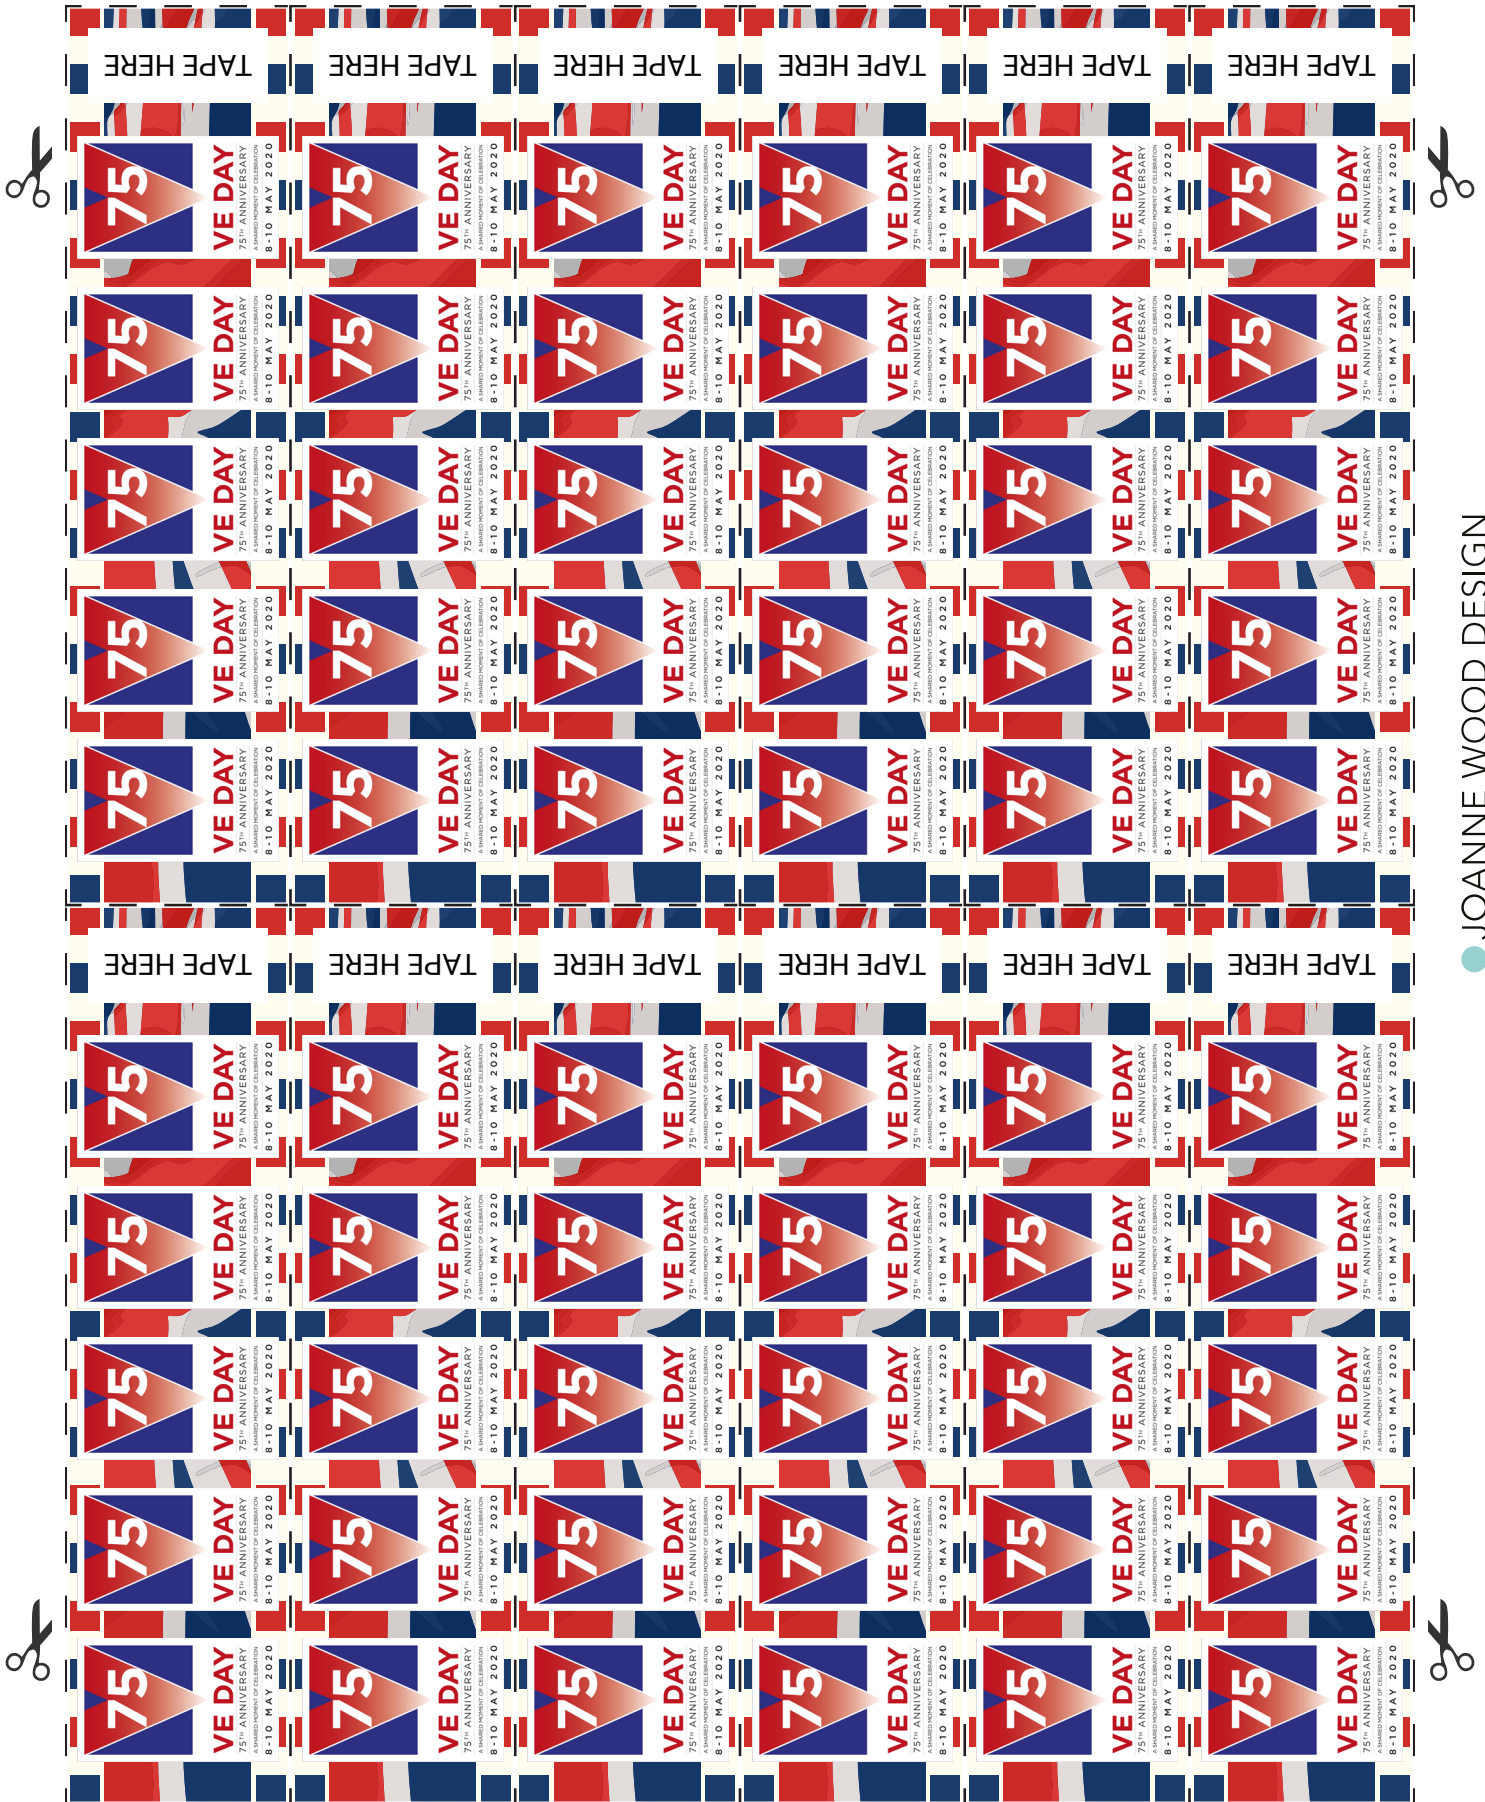 TAPE HERE
75
VE DAY
75TH ANNIVERSARY
A SHARED MOMENT OF CELEBRATION
8-10 MAY 2020
JOANNE WOOD DESIGN